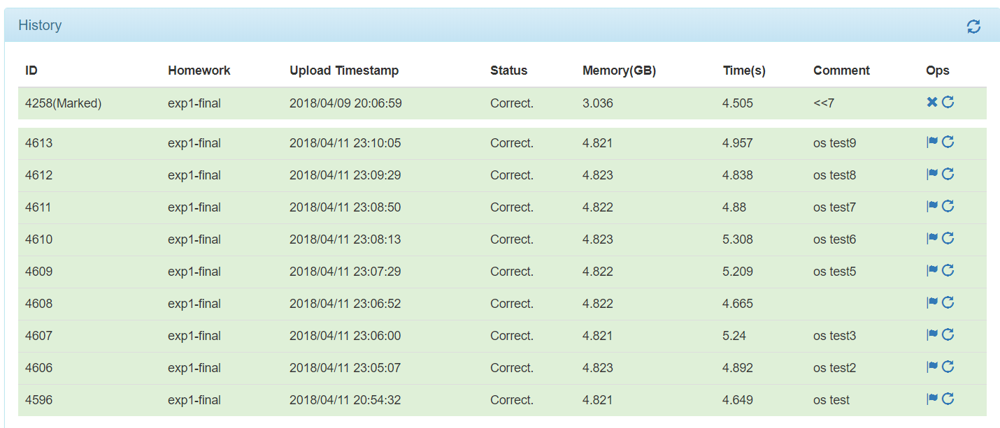 History
ID Homework Upload Timestamp Status Memory(GB) Time(s) Comment Ops
4258(Marked) exp1-final 2018/04/09 20:06:59 Correct. 3.036 4.505 <<7
4613 exp1-final 2018/04/11 23:10:05 Correct. 4.821 4.957 os test9
4612 exp1-final 2018/04/11 23:09:29 Correct. 4.823 4.838 os test8
4611 exp1-final 2018/04/11 23:08:50 Correct. 4.822 4.88 os test7
4610 exp1-final 2018/04/11 23:08:13 Correct. 4.823 5.308 os test6
4609 exp1-final 2018/04/11 23:07:29 Correct. 4.822 5.209 os test5
4608 exp1-final 2018/04/11 23:06:52 Correct. 4.822 4.665
4607 exp1-final 2018/04/11 23:06:00 Correct. 4.821 5.24 os test3
4606 exp1-final 2018/04/11 23:05:07 Correct. 4.823 4.892 os test2
4596 exp1-final 2018/04/11 20:54:32 Correct. 4.821 4.649 os test